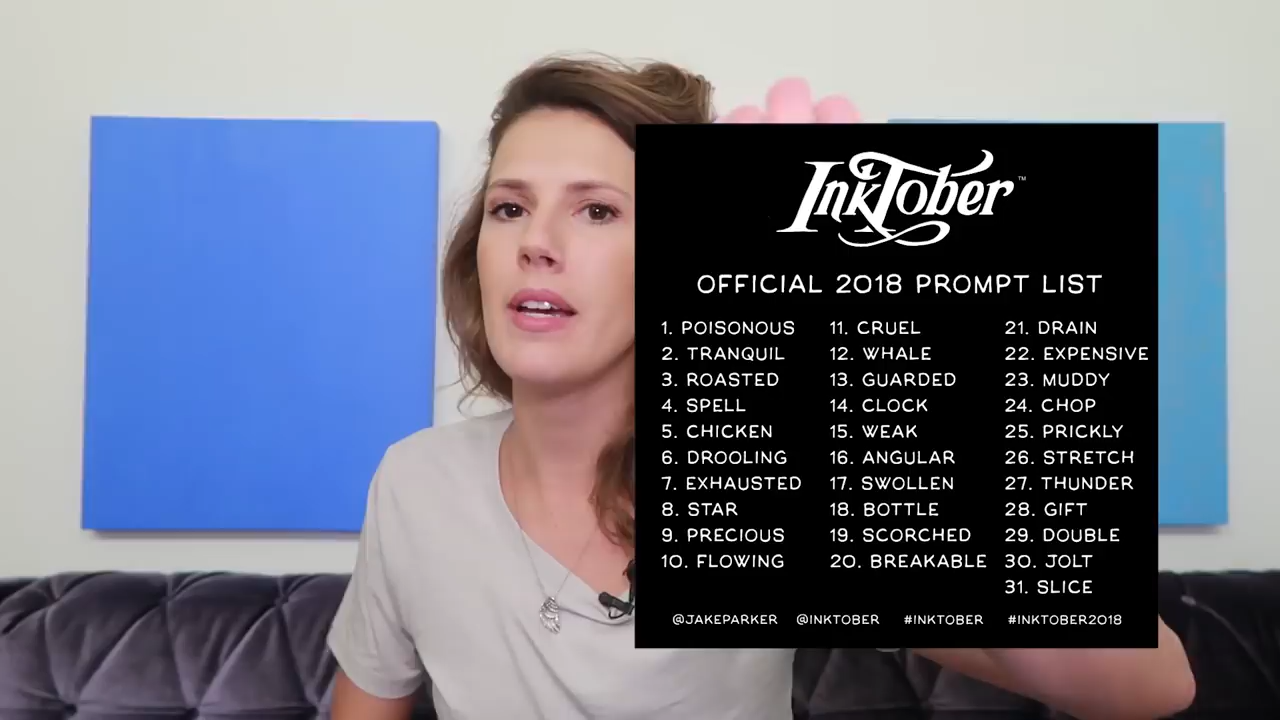 InkTober™
OFFICIAL 2018 PROMPT LIST
1. POISONOUS
2. TRANQUIL
3. ROASTED
4. SPELL
5. CHICKEN
6. DROOLING
7. EXHAUSTED
8. STAR
9. PRECIOUS
10. FLOWING
11. CRUEL
12. WHALE
13. GUARDED
14. CLOCK
15. WEAK
16. ANGULAR
17. SWOLLEN
18. BOTTLE
19. SCORCHED
20. BREAKABLE
21. DRAIN
22. EXPENSIVE
23. MUDDY
24. CHOP
25. PRICKLY
26. STRETCH
27. THUNDER
28. GIFT
29. DOUBLE
30. JOLT
31. SLICE
@JAKEPARKER @INKTOBER #INKTOBER #INKTOBER2018